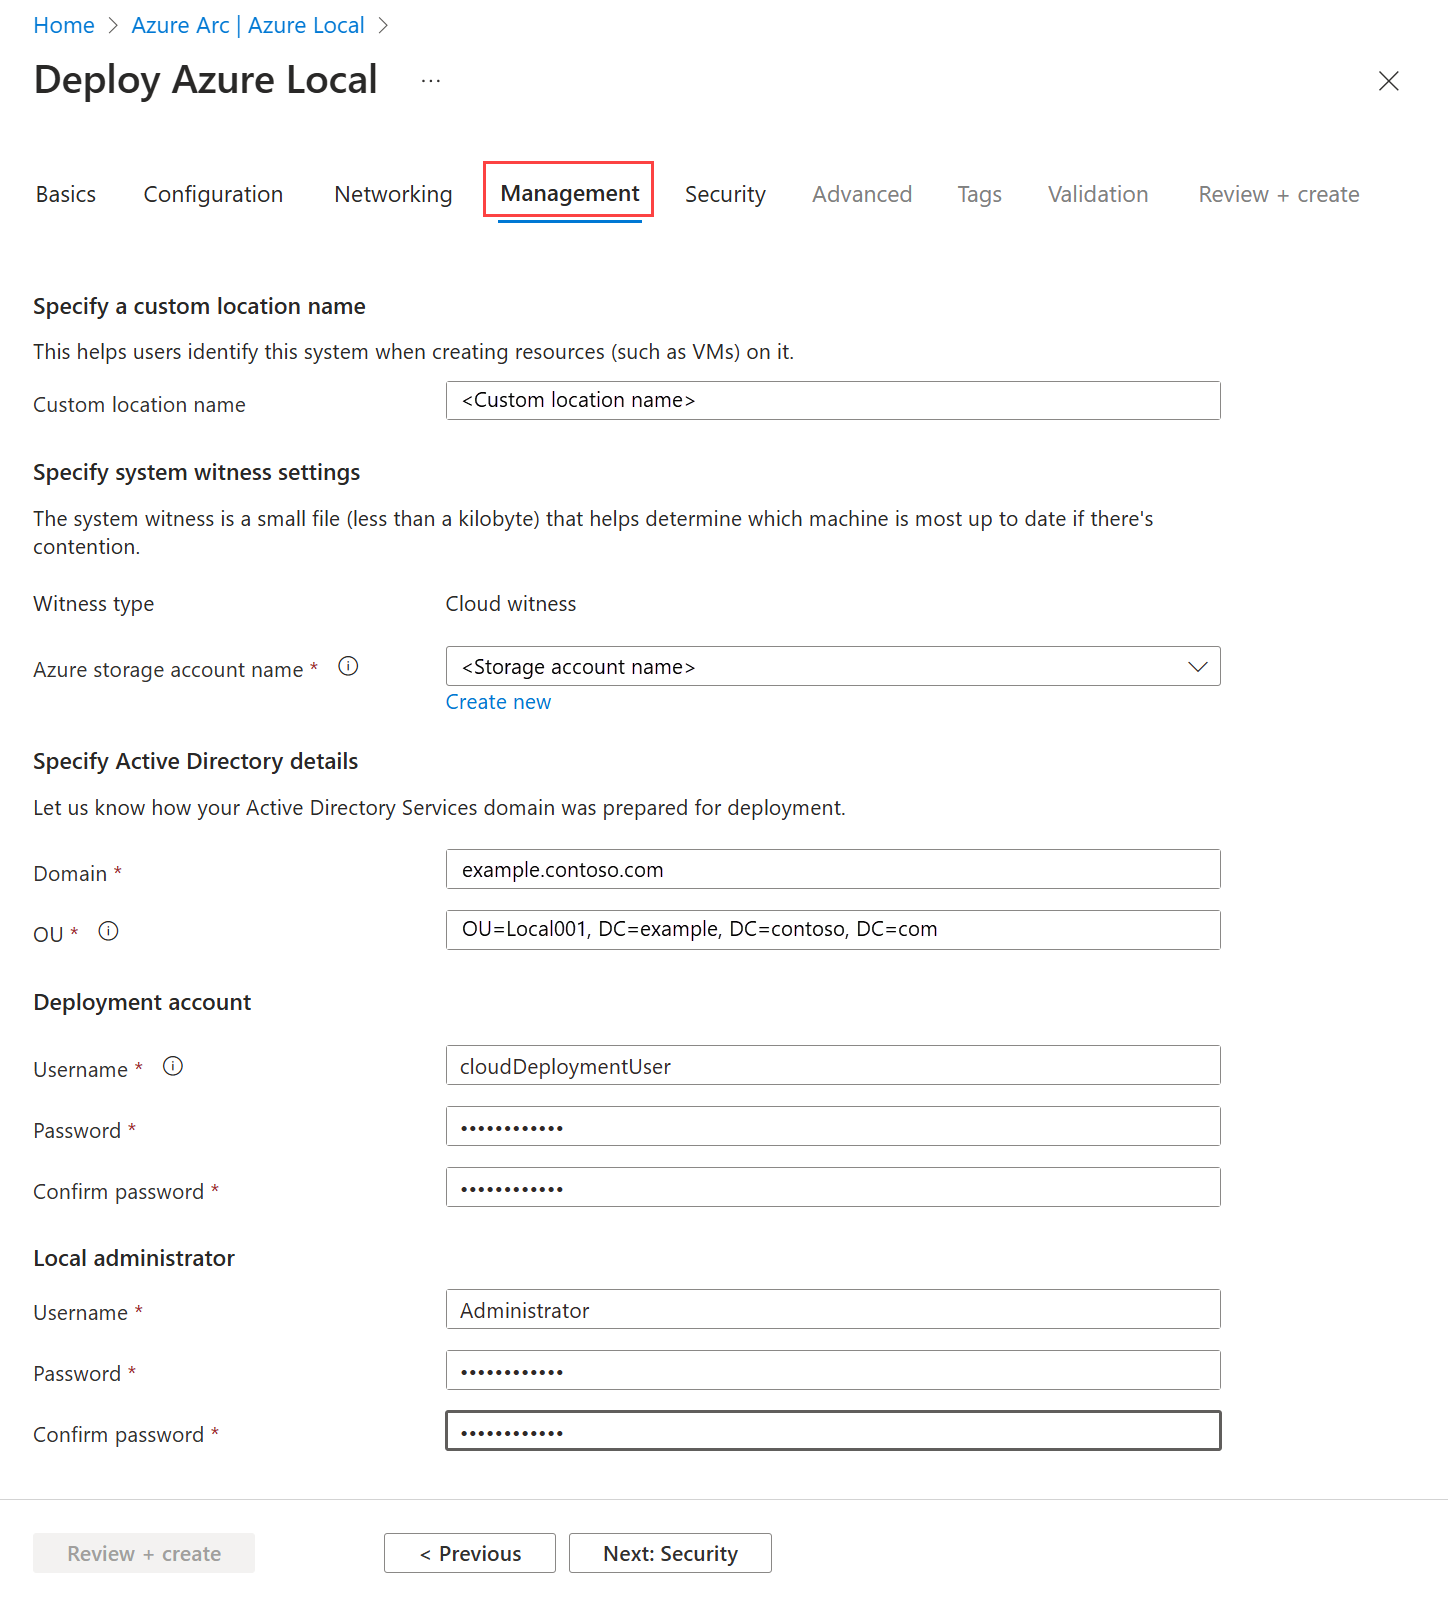 Home > Azure Arc | Azure Local >
Deploy Azure Local ...
Basics Configuration Networking Management Security Advanced Tags Validation Review + create
Specify a custom location name
This helps users identify this system when creating resources (such as VMs) on it.
Custom location name <Custom location name>
Specify system witness settings
The system witness is a small file (less than a kilobyte) that helps determine which machine is most up to date if there's
contention.
Witness type Cloud witness
Azure storage account name * <Storage account name>
Create new
Specify Active Directory details
Let us know how your Active Directory Services domain was prepared for deployment.
Domain * example.contoso.com
OU * OU=Local001, DC=example, DC=contoso, DC=com
Deployment account
Username * cloudDeploymentUser
Password * ••••••••••••
Confirm password * ••••••••••••
Local administrator
Username * Administrator
Password * ••••••••••••
Confirm password * ••••••••••••
Review + create < Previous Next: Security